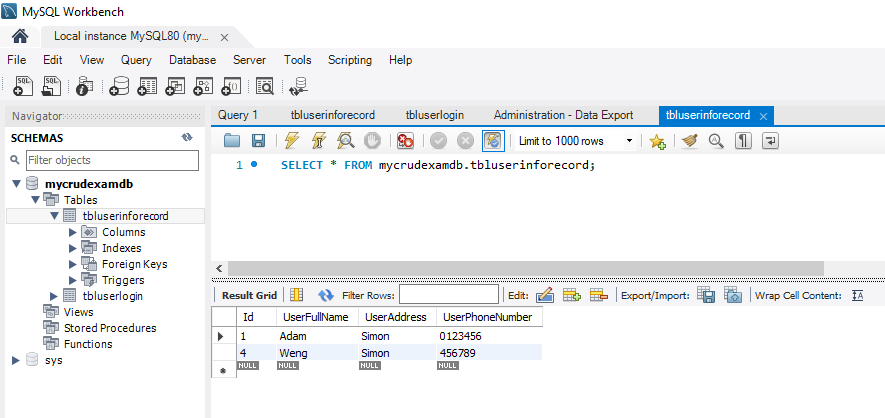 MySQL Workbench
Local instance MySQL80 (my... ×
File Edit View Query Database Server Tools Scripting Help
SQL SQL
Navigator
SCHEMAS
Filter objects
mycrudexamdb
Tables
tbluserinforecord
Columns
Indexes
Foreign Keys
Triggers
tbluserlogin
Views
Stored Procedures
Functions
sys
Query 1 tbluserinforecord tbluserlogin Administration - Data Export tbluserinforecord ×
Limit to 1000 rows
1 SELECT * FROM mycrudexamdb.tbluserinforecord;
Result Grid Filter Rows: Edit: Export/Import: Wrap Cell Content:
Id UserFullName UserAddress UserPhoneNumber
1 Adam Simon 0123456
4 Weng Simon 456789
NULL NULL NULL NULL